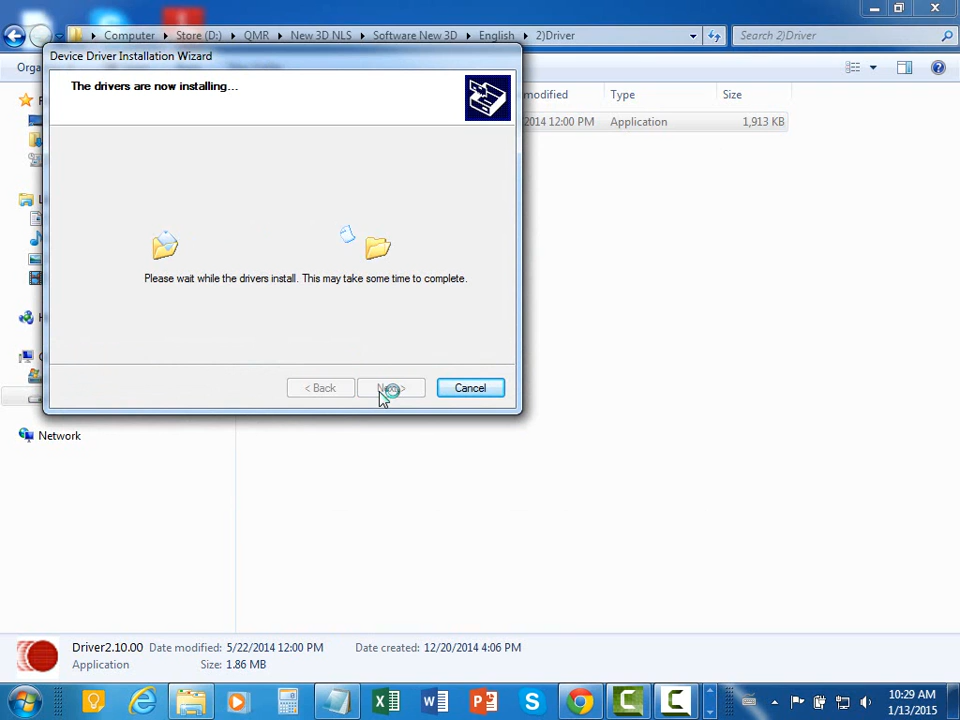 Computer Store (D:) QMR New 3D NLS Software New 3D English 2)Driver Search 2)Driver
Device Driver Installation Wizard
The drivers are now installing...
modified Type Size
2014 12:00 PM Application 1,913 KB
Please wait while the drivers install. This may take some time to complete.
< Back Next > Cancel
Network
Driver2.10.00 Date modified: 5/22/2014 12:00 PM Date created: 12/20/2014 4:06 PM
Application Size: 1.86 MB
10:29 AM
1/13/2015